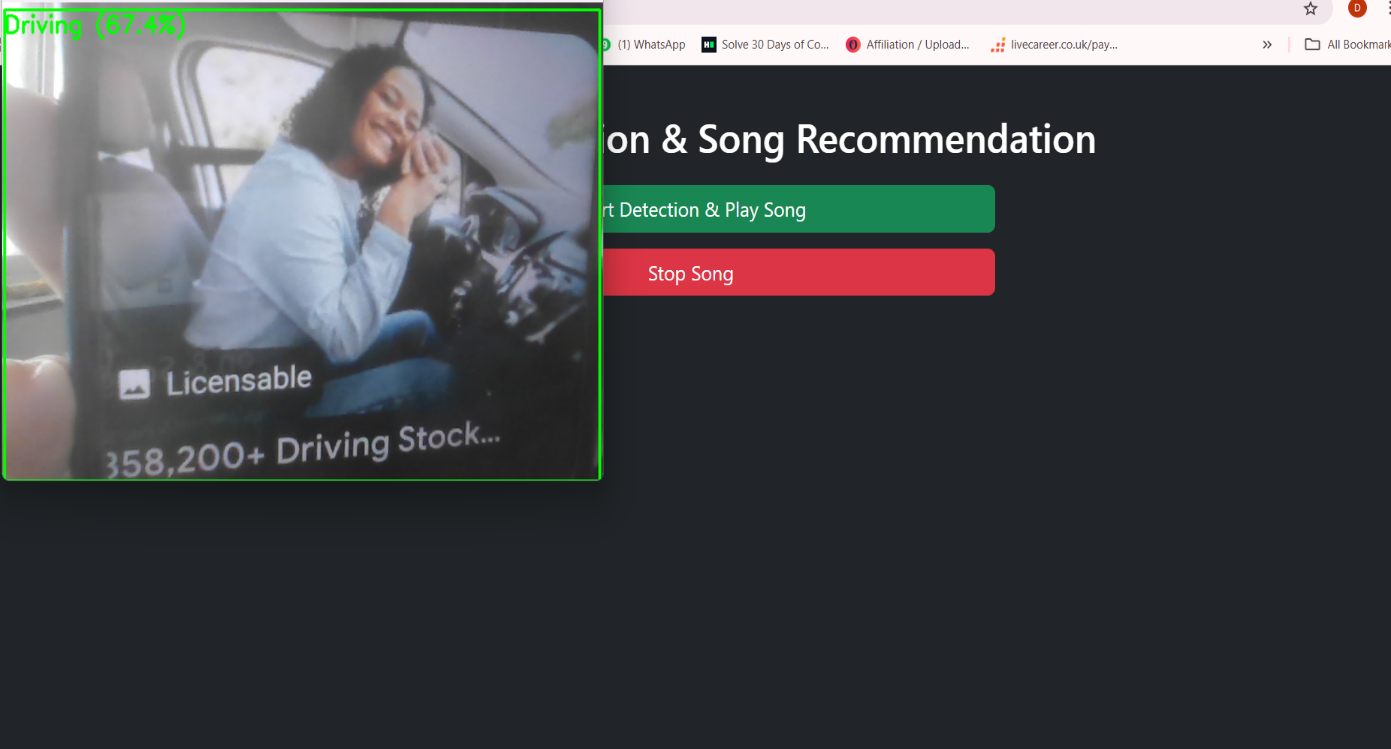 Driving (67.4%)
D
(1) WhatsApp
Solve 30 Days of Co...
Affiliation / Upload...
livecareer.co.uk/pay...
»
All Bookmark
ion & Song Recommendation
rt Detection & Play Song
Stop Song
Licensable
358,200+ Driving Stock...